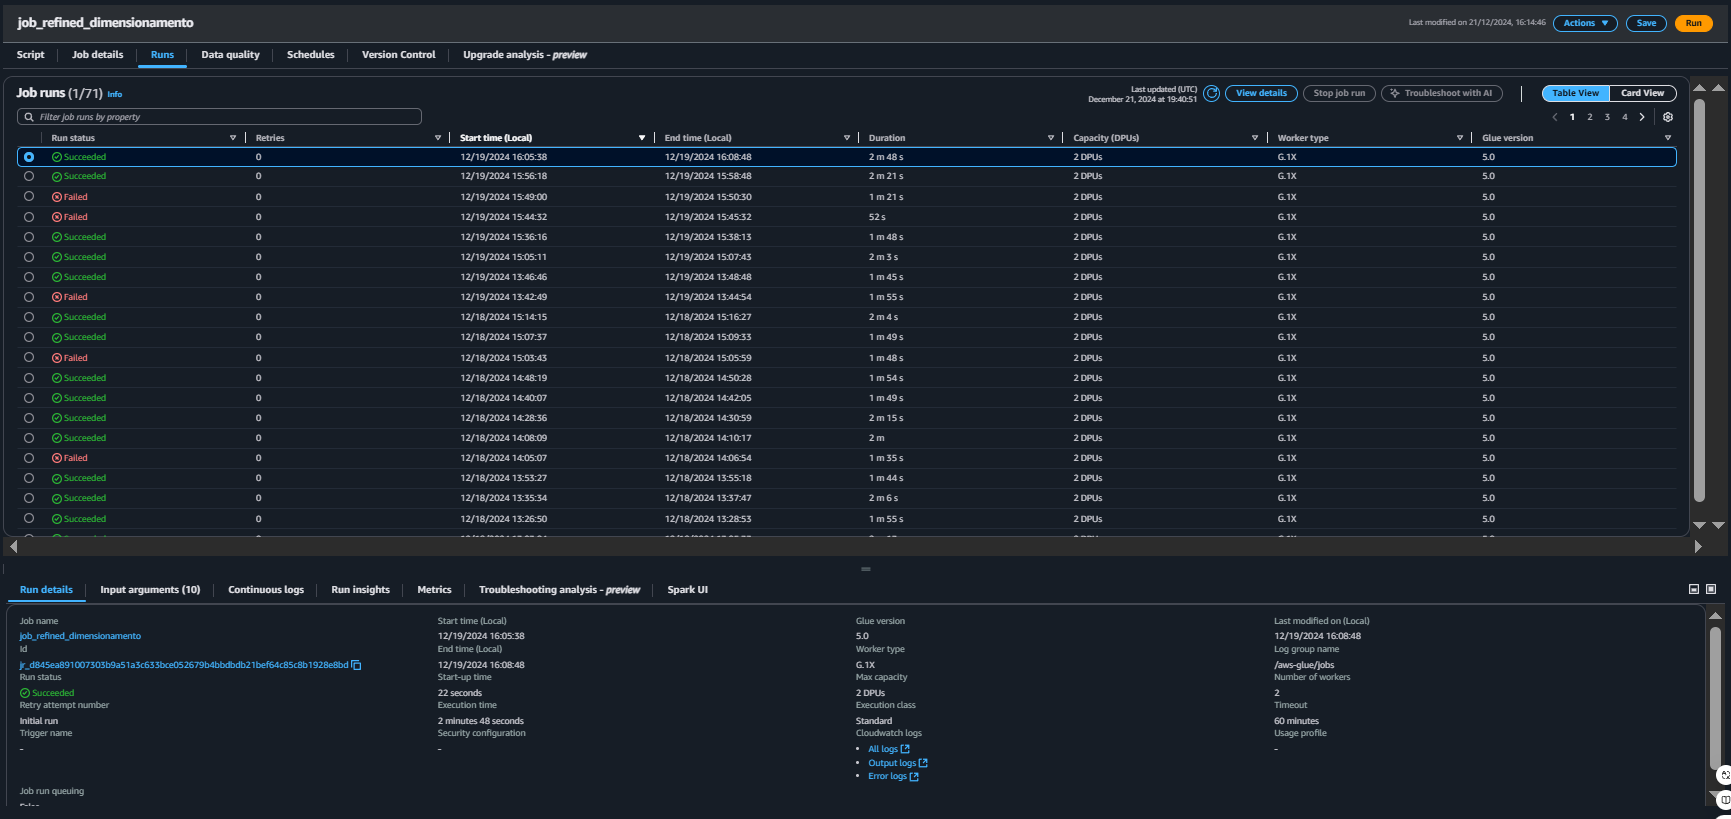 job_refined_dimensionamento
Last modified on 21/12/2024, 16:14:46
Actions
Save
Run
Script
Job details
Runs
Data quality
Schedules
Version Control
Upgrade analysis - preview
Job runs (1/71) Info
Last updated (UTC)
December 21, 2024 at 19:40:51
View details
Stop job run
Troubleshoot with AI
Table View
Card View
Filter job runs by property
1 2 3 4
Run status Retries Start time (Local) End time (Local) Duration Capacity (DPUs) Worker type Glue version
Succeeded 0 12/19/2024 16:05:38 12/19/2024 16:08:48 2 m 48 s 2 DPUs G.1X 5.0
Succeeded 0 12/19/2024 15:56:18 12/19/2024 15:58:48 2 m 21 s 2 DPUs G.1X 5.0
Failed 0 12/19/2024 15:49:00 12/19/2024 15:50:30 1 m 21 s 2 DPUs G.1X 5.0
Failed 0 12/19/2024 15:44:32 12/19/2024 15:45:32 52 s 2 DPUs G.1X 5.0
Succeeded 0 12/19/2024 15:36:16 12/19/2024 15:38:13 1 m 48 s 2 DPUs G.1X 5.0
Succeeded 0 12/19/2024 15:05:11 12/19/2024 15:07:43 2 m 3 s 2 DPUs G.1X 5.0
Succeeded 0 12/19/2024 13:46:46 12/19/2024 13:48:48 1 m 45 s 2 DPUs G.1X 5.0
Failed 0 12/19/2024 13:42:49 12/19/2024 13:44:54 1 m 55 s 2 DPUs G.1X 5.0
Succeeded 0 12/18/2024 15:14:15 12/18/2024 15:16:27 2 m 4 s 2 DPUs G.1X 5.0
Succeeded 0 12/18/2024 15:07:37 12/18/2024 15:09:33 1 m 49 s 2 DPUs G.1X 5.0
Failed 0 12/18/2024 15:03:43 12/18/2024 15:05:59 1 m 48 s 2 DPUs G.1X 5.0
Succeeded 0 12/18/2024 14:48:19 12/18/2024 14:50:28 1 m 54 s 2 DPUs G.1X 5.0
Succeeded 0 12/18/2024 14:40:07 12/18/2024 14:42:05 1 m 49 s 2 DPUs G.1X 5.0
Succeeded 0 12/18/2024 14:28:36 12/18/2024 14:30:59 2 m 15 s 2 DPUs G.1X 5.0
Succeeded 0 12/18/2024 14:08:09 12/18/2024 14:10:17 2 m 2 DPUs G.1X 5.0
Failed 0 12/18/2024 14:05:07 12/18/2024 14:06:54 1 m 35 s 2 DPUs G.1X 5.0
Succeeded 0 12/18/2024 13:53:27 12/18/2024 13:55:18 1 m 44 s 2 DPUs G.1X 5.0
Succeeded 0 12/18/2024 13:35:34 12/18/2024 13:37:47 2 m 6 s 2 DPUs G.1X 5.0
Succeeded 0 12/18/2024 13:26:50 12/18/2024 13:28:53 1 m 55 s 2 DPUs G.1X 5.0
Run details
Input arguments (10)
Continuous logs
Run insights
Metrics
Troubleshooting analysis - preview
Spark UI
Job name
job_refined_dimensionamento
Id
jr_d845ea891007303b9a51a3c633bce052679b4bbdbdb21bef64c85c8b1928e8bd
Run status
Succeeded
Retry attempt number
Initial run
Trigger name
-
Job run queuing
Start time (Local)
12/19/2024 16:05:38
End time (Local)
12/19/2024 16:08:48
Start-up time
22 seconds
Execution time
2 minutes 48 seconds
Security configuration
-
Glue version
5.0
Worker type
G.1X
Max capacity
2 DPUs
Execution class
Standard
Cloudwatch logs
• All logs
• Output logs
• Error logs
Last modified on (Local)
12/19/2024 16:08:48
Log group name
/aws-glue/jobs
Number of workers
2
Timeout
60 minutes
Usage profile
-